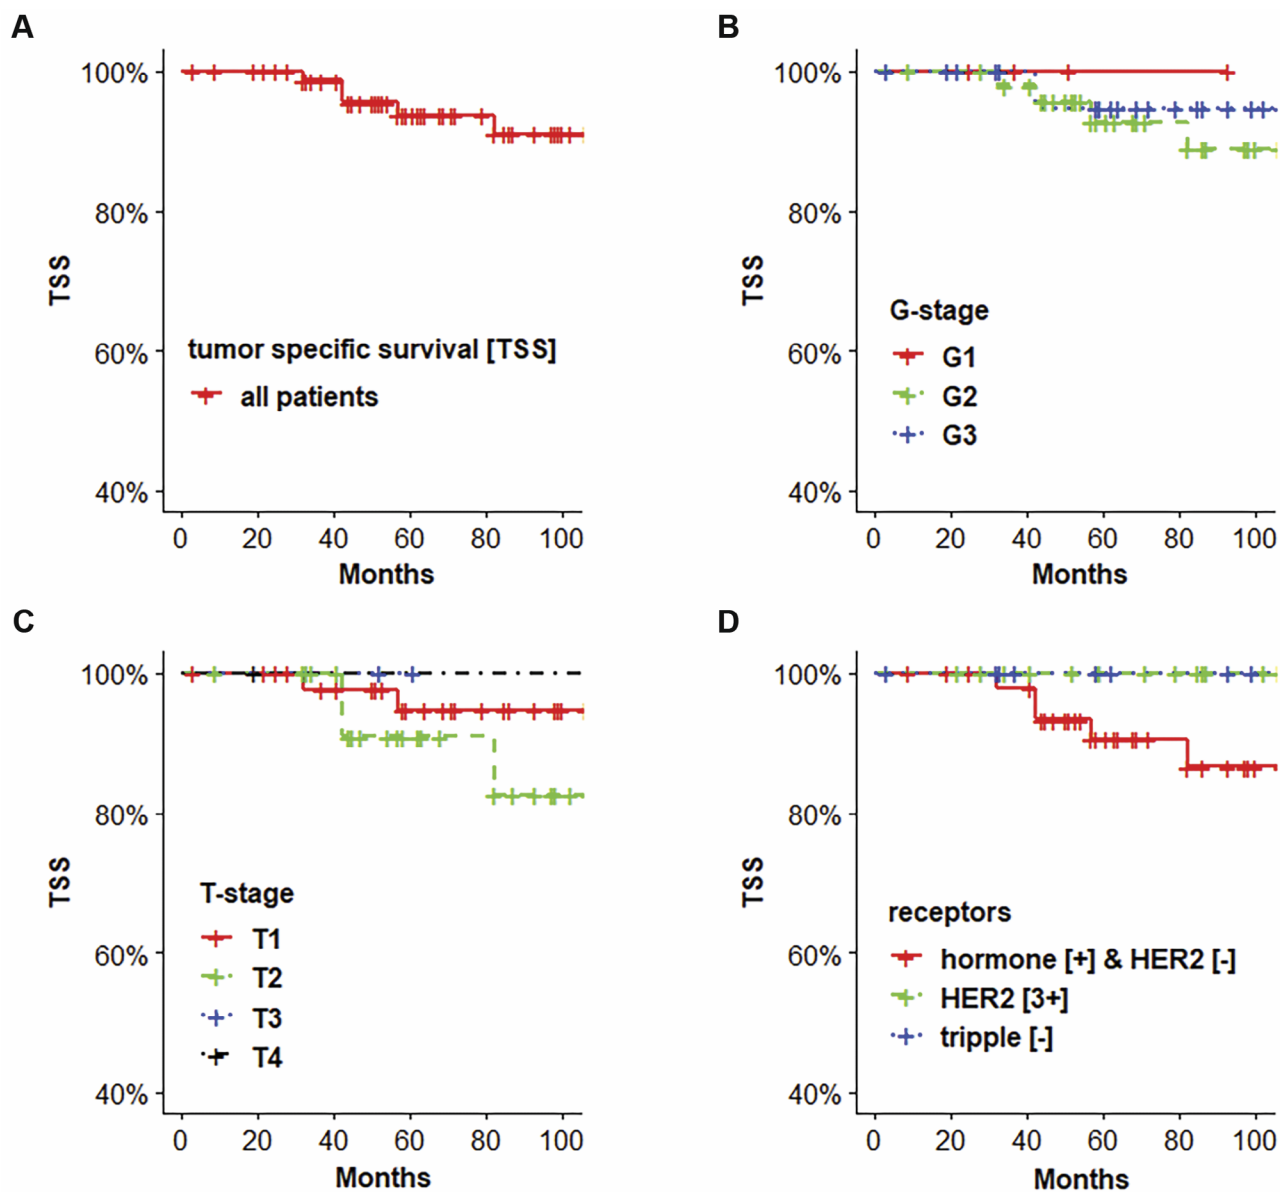 A
100%
80%
60%
40%
TSS
tumor specific survival [TSS]
all patients
0 20 40 60 80 100
Months
B
100%
80%
60%
40%
TSS
G-stage
G1
G2
G3
0 20 40 60 80 100
Months
C
100%
80%
60%
40%
TSS
T-stage
T1
T2
T3
T4
0 20 40 60 80 100
Months
D
100%
80%
60%
40%
TSS
receptors
hormone [+] & HER2 [-]
HER2 [3+]
tripple [-]
0 20 40 60 80 100
Months